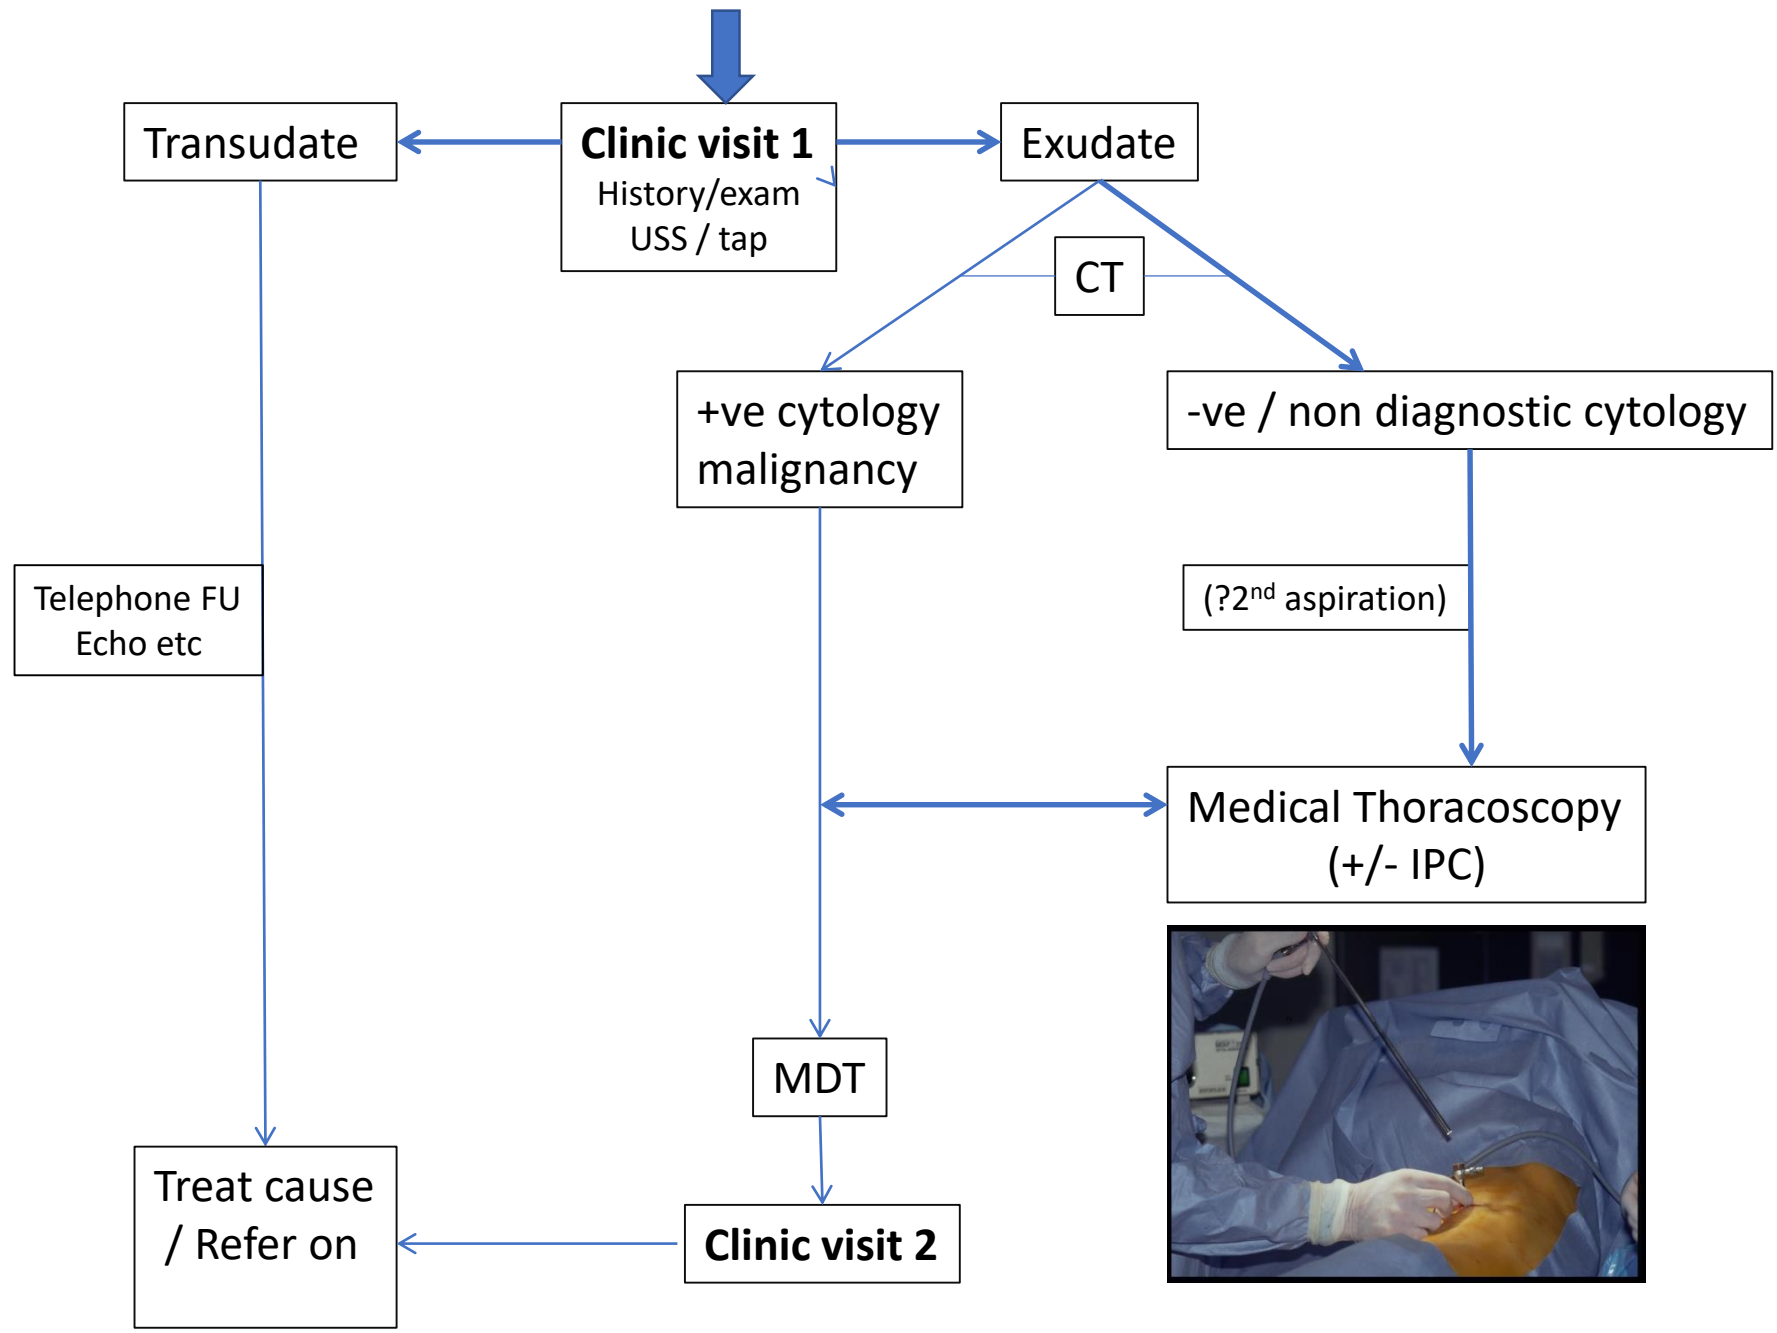 Transudate
Clinic visit 1
History/exam
USS / tap
Exudate
CT
+ve cytology
malignancy
-ve / non diagnostic cytology
Telephone FU
Echo etc
(?2nd aspiration)
Medical Thoracoscopy
(+/- IPC)
MDT
Treat cause
/ Refer on
Clinic visit 2